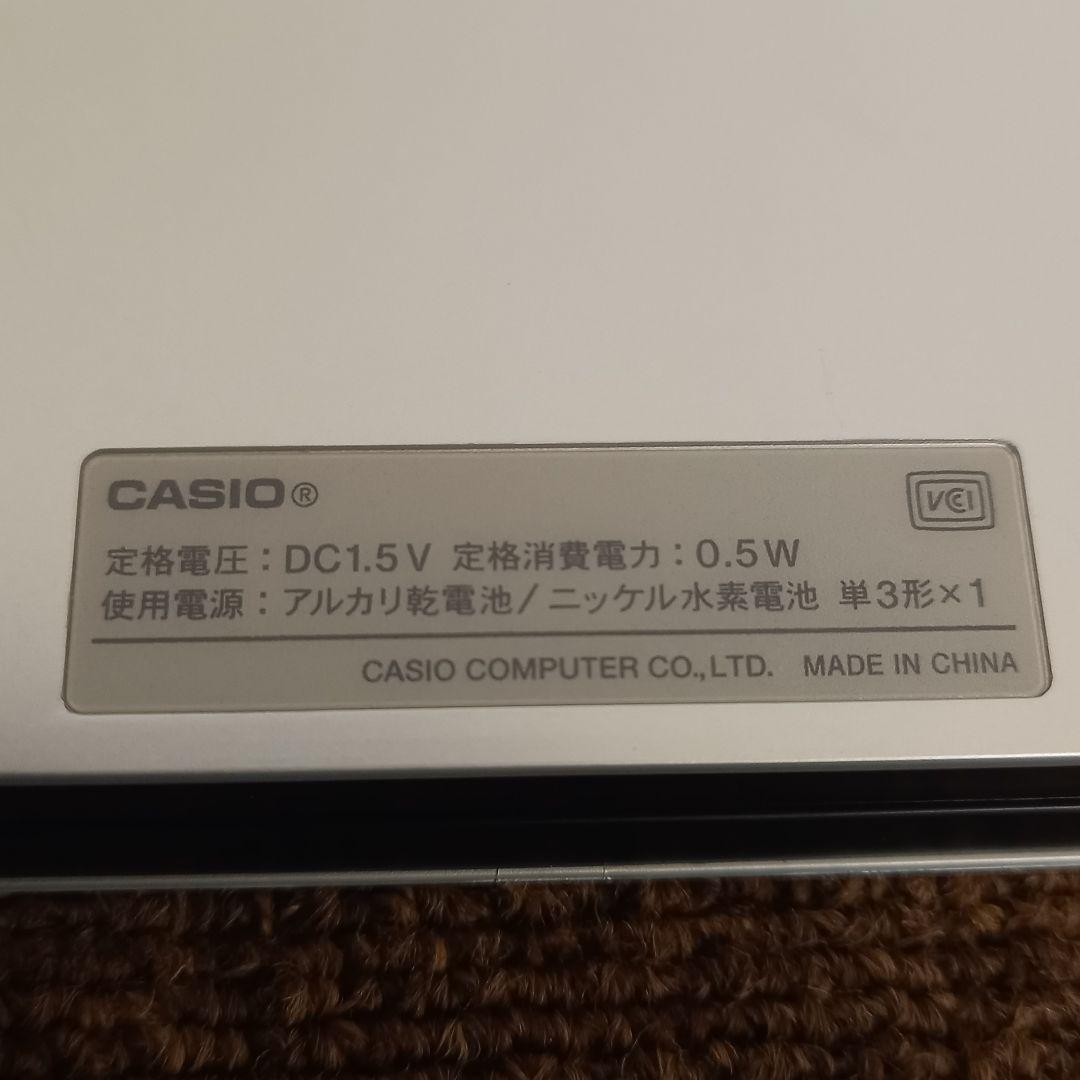 CASIO®
VCI
定格電圧：DC1.5V 定格消費電力：0.5W
使用電源：アルカリ乾電池/ニッケル水素電池 単3形×1
CASIO COMPUTER CO.,LTD. MADE IN CHINA